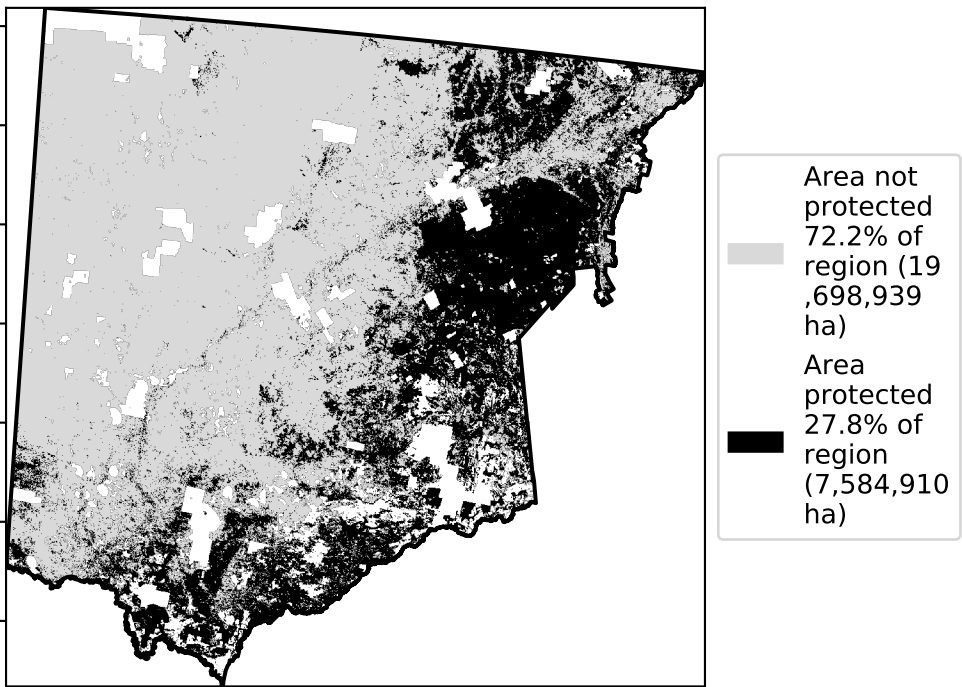 Area not
protected
72.2% of
region (19
,698,939
ha)
Area
protected
27.8% of
region
(7,584,910
ha)